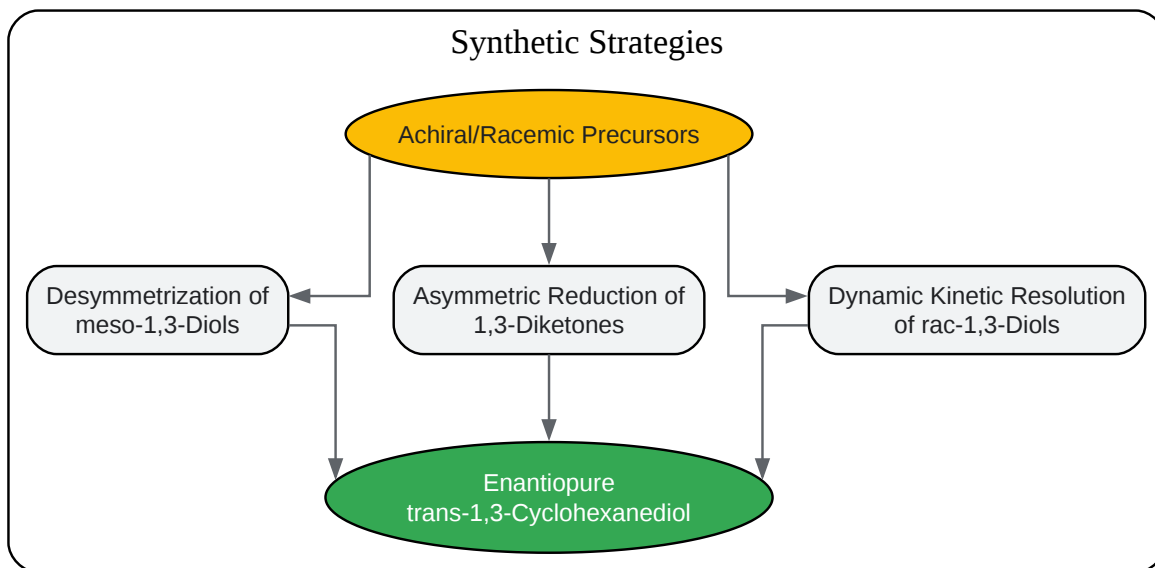 Synthetic Strategies
Achiral/Racemic Precursors
Desymmetrization of
meso-1,3-Diols
Asymmetric Reduction of
1,3-Diketones
Dynamic Kinetic Resolution
of rac-1,3-Diols
Enantiopure
trans-1,3-Cyclohexanediol